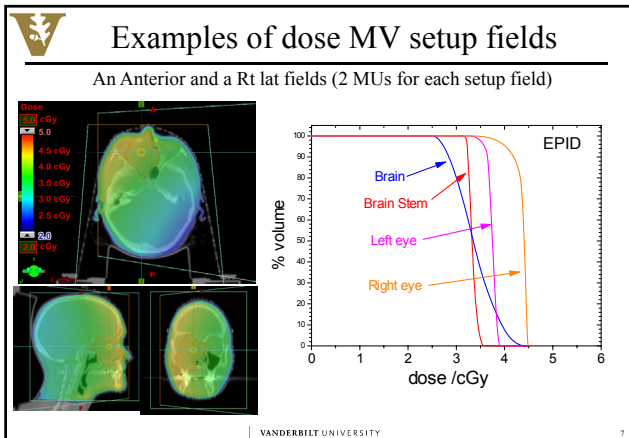 Examples of dose MV setup fields
An Anterior and a Rt lat fields (2 MUs for each setup field)
Dose
5.0 cGy
5.0
4.5 cGy
4.0 cGy
3.5 cGy
3.0 cGy
2.5 cGy
2.0
2.0 cGy
A
P
EPID
Brain
Brain Stem
Left eye
Right eye
% volume
100
90
80
70
60
50
40
30
20
10
0
0 1 2 3 4 5 6
dose /cGy
VANDERBILT UNIVERSITY
7